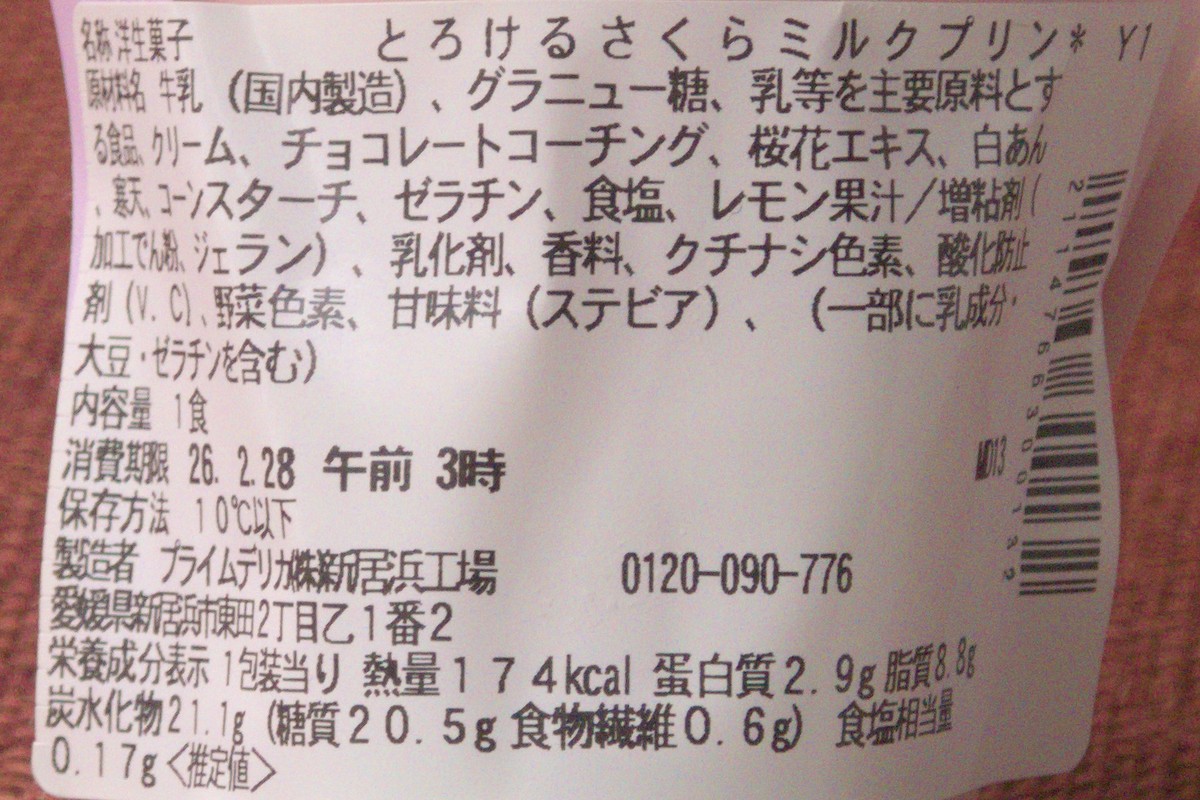 名称 洋生菓子 とろけるさくらミルクプリン* Y1
原材料名 牛乳（国内製造）、グラニュー糖、乳等を主要原料とす
る食品、クリーム、チョコレートコーチング、桜花エキス、白あん
、寒天、コーンスターチ、ゼラチン、食塩、レモン果汁／増粘剤（
加工でん粉、ジェラン）、乳化剤、香料、クチナシ色素、酸化防止
剤（V.C）、野菜色素、甘味料（ステビア）、（一部に乳成分・
大豆・ゼラチンを含む）
内容量 1食
消費期限 26. 2.28 午前 3時
保存方法 10℃以下
製造者 プライムデリカ㈱新居浜工場 0120-090-776
愛媛県新居浜市東田2丁目乙1番2
栄養成分表示 1包装当り 熱量174kcal 蛋白質2.9g 脂質8.8g
炭水化物21.1g（糖質20.5g 食物繊維0.6g） 食塩相当量
0.17g〈推定値〉
MD13
2114766300132